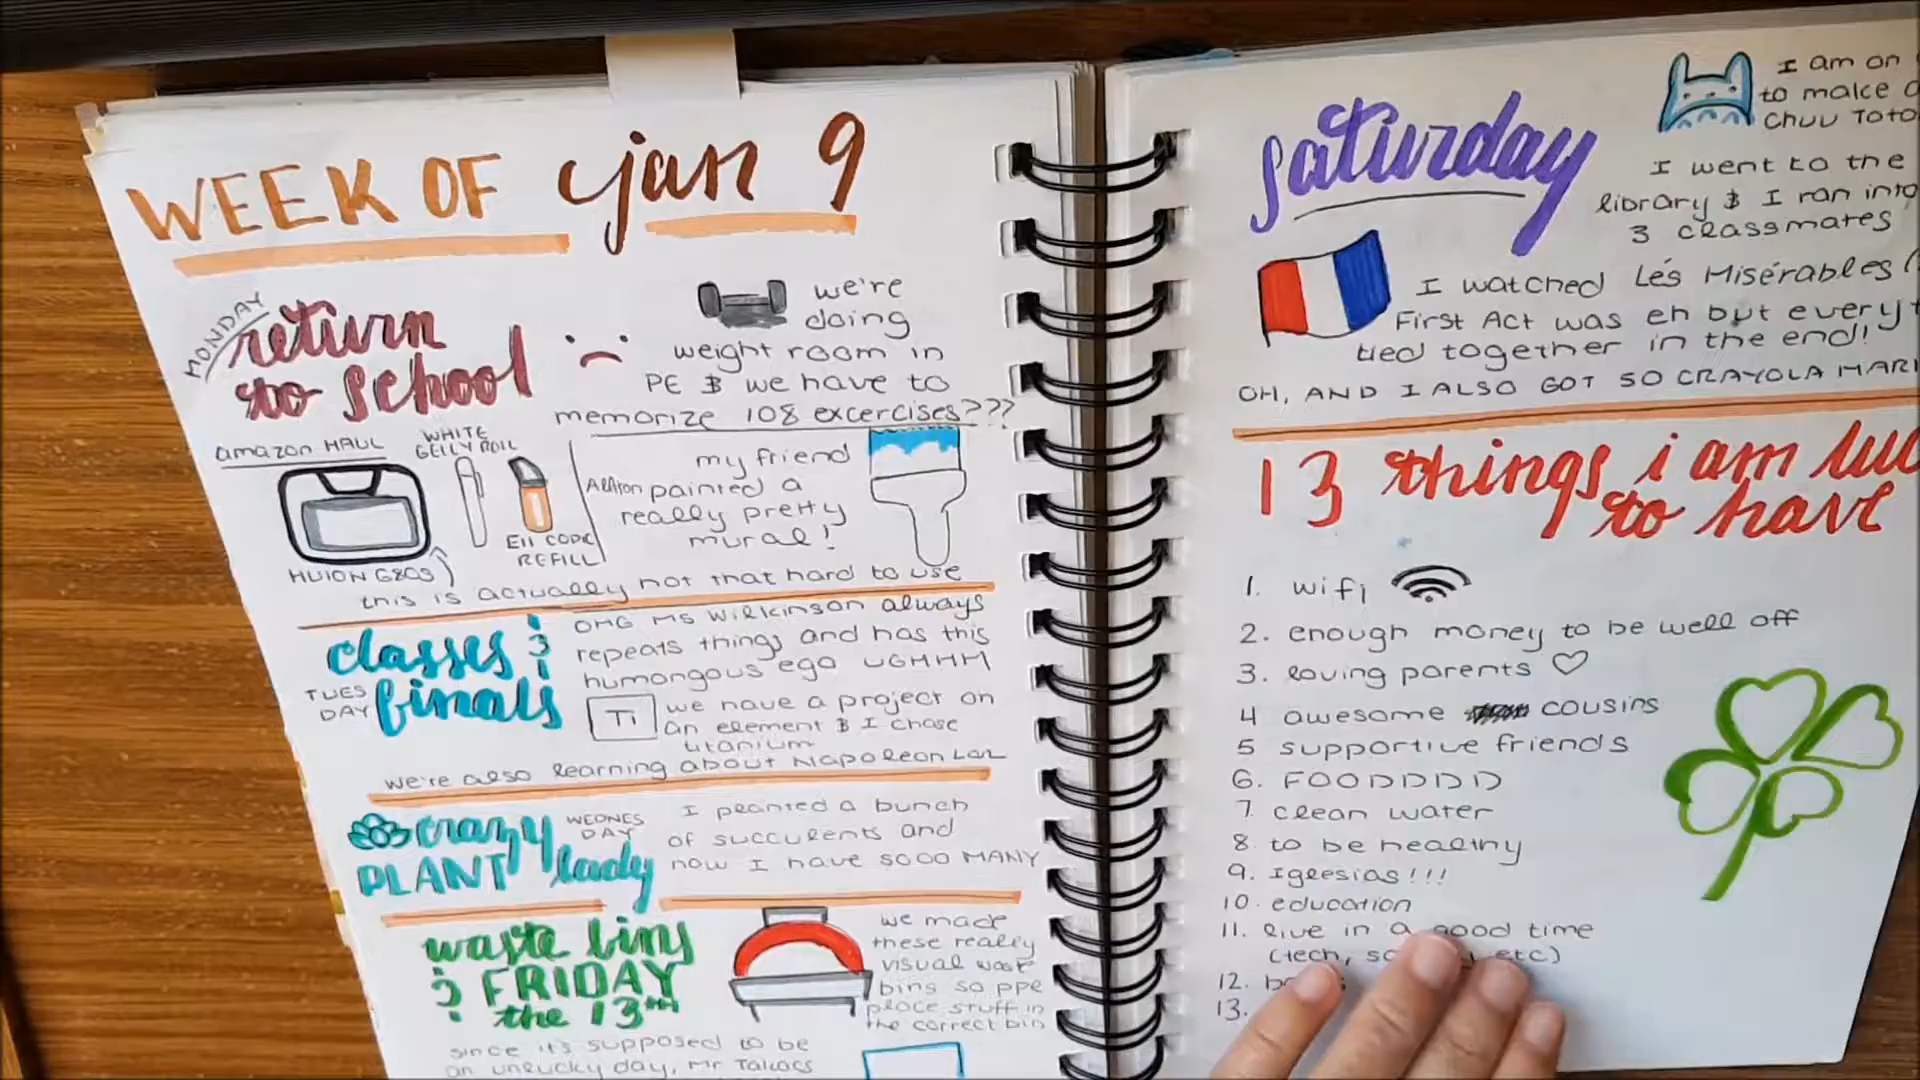 WEEK OF jan 9
MONDAY
return
to school
we're
doing
weight room in
PE & we have to
memorize 108 excercises???
amazon HAUL
WHITE
GELLY ROLL
HUION G80S
E11 COPIC
REFILL
this is actually not that hard to use
my friend
painted a
really pretty
mural!
classes &
finals
TUES
DAY
OMG MS Wilkinson always
repeats things and has this
humongous ego UGHHH
Ti
we have a project on
an element & I chose
titanium
we're also learning about Napoleon LOL
crazy
PLANT lady
WEDNES
DAY
I planted a bunch
of succulents and
now I have sooo MANY
waste bins
& FRIDAY
the 13TH
we made
these really
visual waste
bins so ppl
place stuff in
the correct bin
since it's supposed to be
an unlucky day, Mr Takacs
saturday
I am on
to make
Chuu Toto
I went to the
library & I ran into
3 classmates
I watched Lés Misérables
First Act was eh but every
tied together in the end!
OH, AND I ALSO GOT 50 CRAYOLA MAR
13 things i am luc
to have
1. wifi
2. enough money to be well off
3. loving parents
4 awesome cousins
5 supportive friends
6. FOODDDD
7. clean water
8. to be healthy
9. Iglesias!!!
10. education
11. live in a good time
(tech, etc)
12.
13.